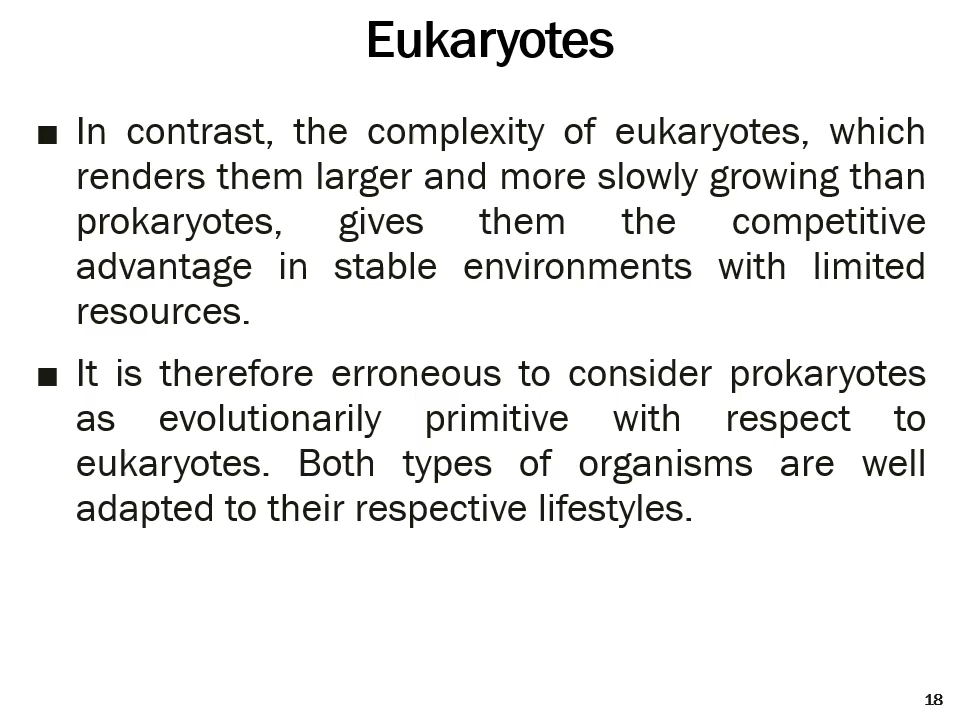 Eukaryotes
■ In contrast, the complexity of eukaryotes, which
renders them larger and more slowly growing than
prokaryotes, gives them the competitive
advantage in stable environments with limited
resources.
■ It is therefore erroneous to consider prokaryotes
as evolutionarily primitive with respect to
eukaryotes. Both types of organisms are well
adapted to their respective lifestyles.
18